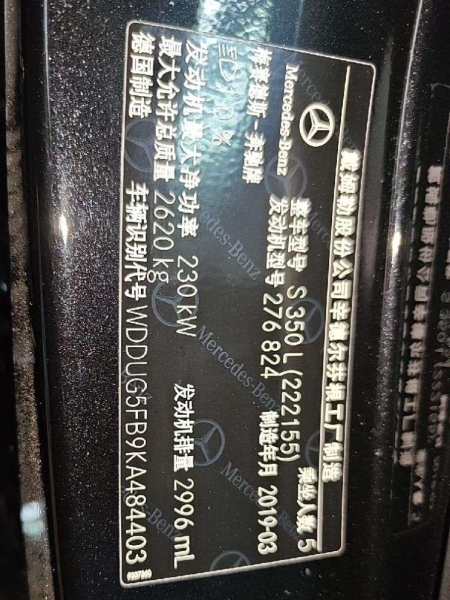 戴姆勒股份公司辛德尔芬根工厂制造
Mercedes-Benz
梅赛德斯-奔驰牌
整车型号 S 350 L (222155) 乘坐人数 5
发动机型号 276 824 制造年月 2019-03
发动机最大净功率 230 kW 发动机排量 2996 mL
最大允许总质量 2620 kg
德国制造 车辆识别代号 WDDUG5FB9KA484403